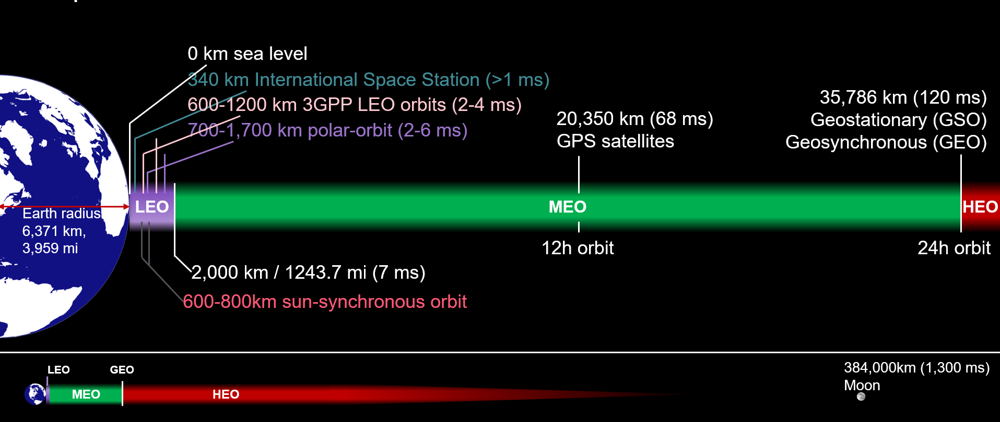 0 km sea level
340 km International Space Station (>1 ms)
600-1200 km 3GPP LEO orbits (2-4 ms)
700-1,700 km polar-orbit (2-6 ms)
20,350 km (68 ms)
GPS satellites
35,786 km (120 ms)
Geostationary (GSO)
Geosynchronous (GEO)
LEO
MEO
HEO
Earth radius
6,371 km,
3,959 mi
12h orbit
24h orbit
2,000 km / 1243.7 mi (7 ms)
600-800km sun-synchronous orbit
LEO
GEO
MEO
HEO
384,000km (1,300 ms)
Moon